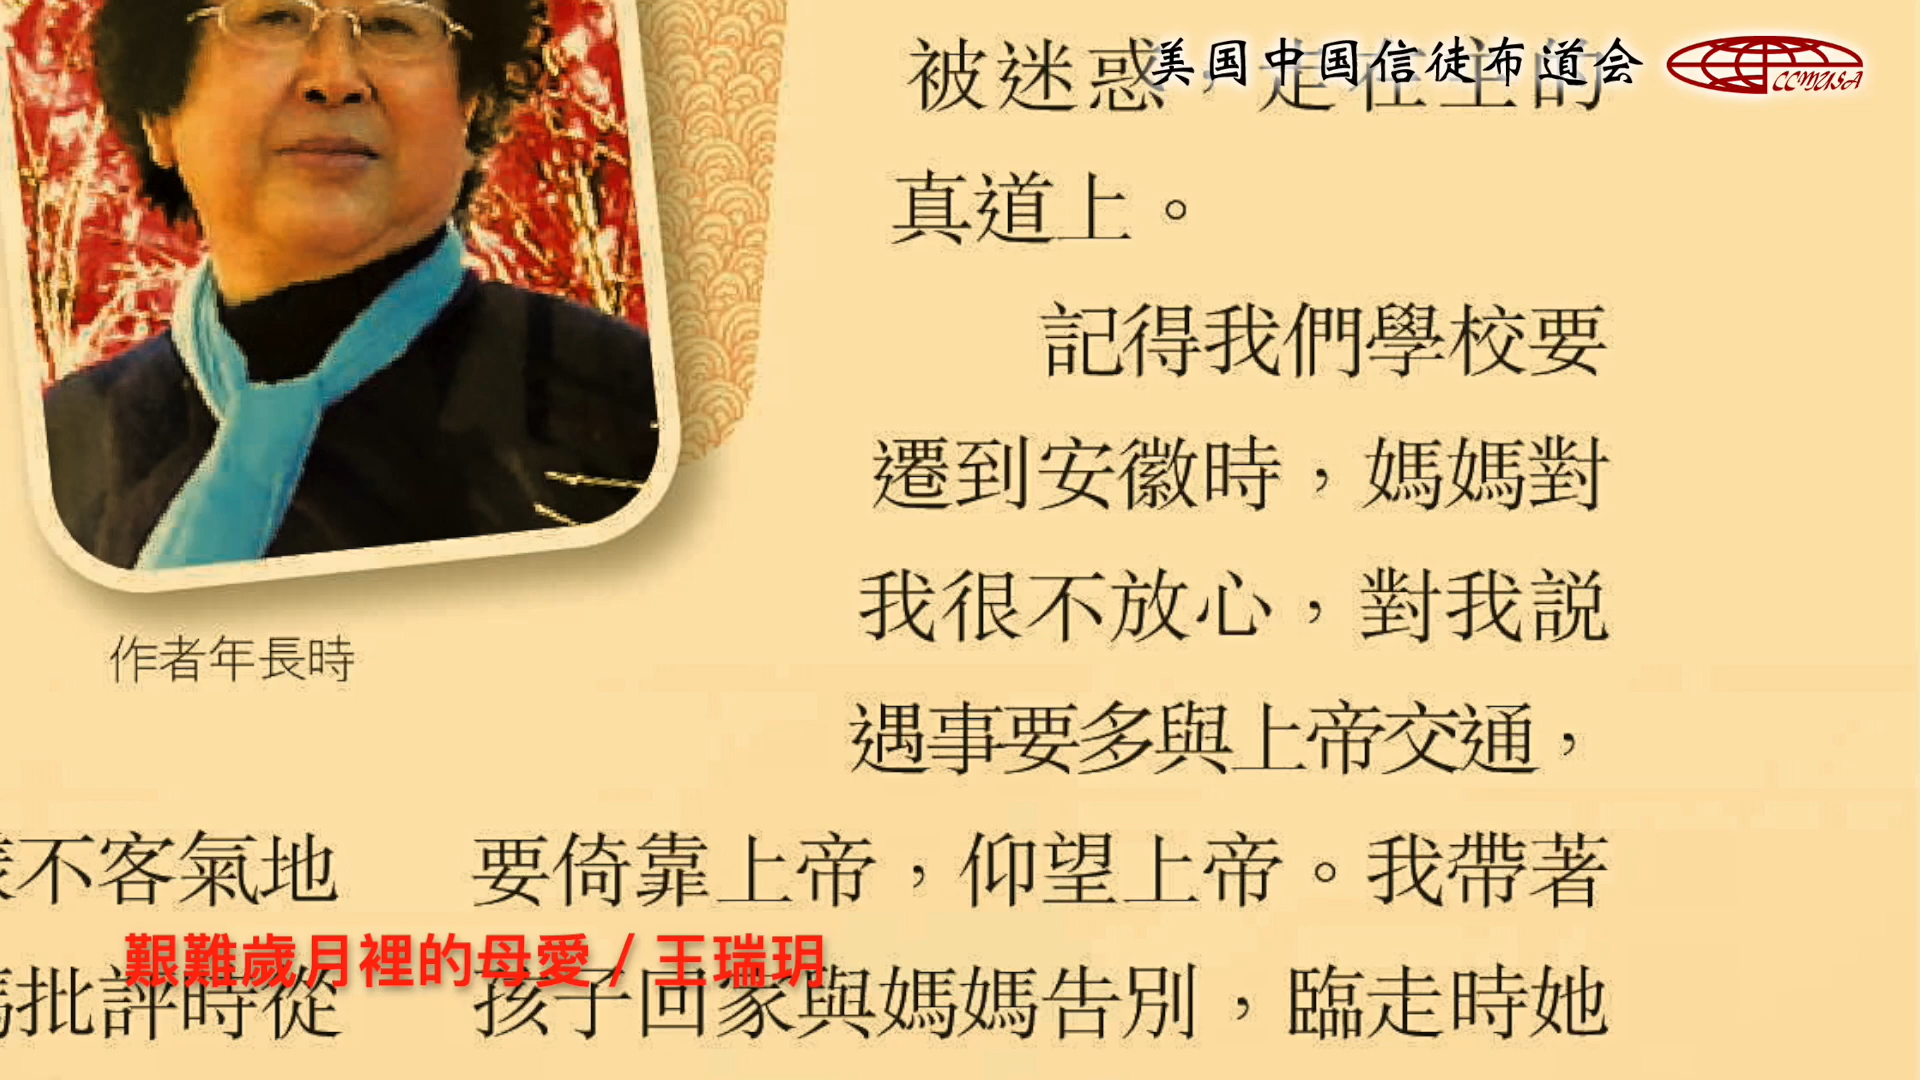 美国中国信徒布道会
CCMUSA
被迷惑，走在主的
真道上。
記得我們學校要
遷到安徽時，媽媽對
我很不放心，對我説
遇事要多與上帝交通，
要倚靠上帝，仰望上帝。我帶著
孩子回家與媽媽告別，臨走時她
作者年長時
不客氣地
批評時從
艱難歲月裡的母愛 / 王瑞玥